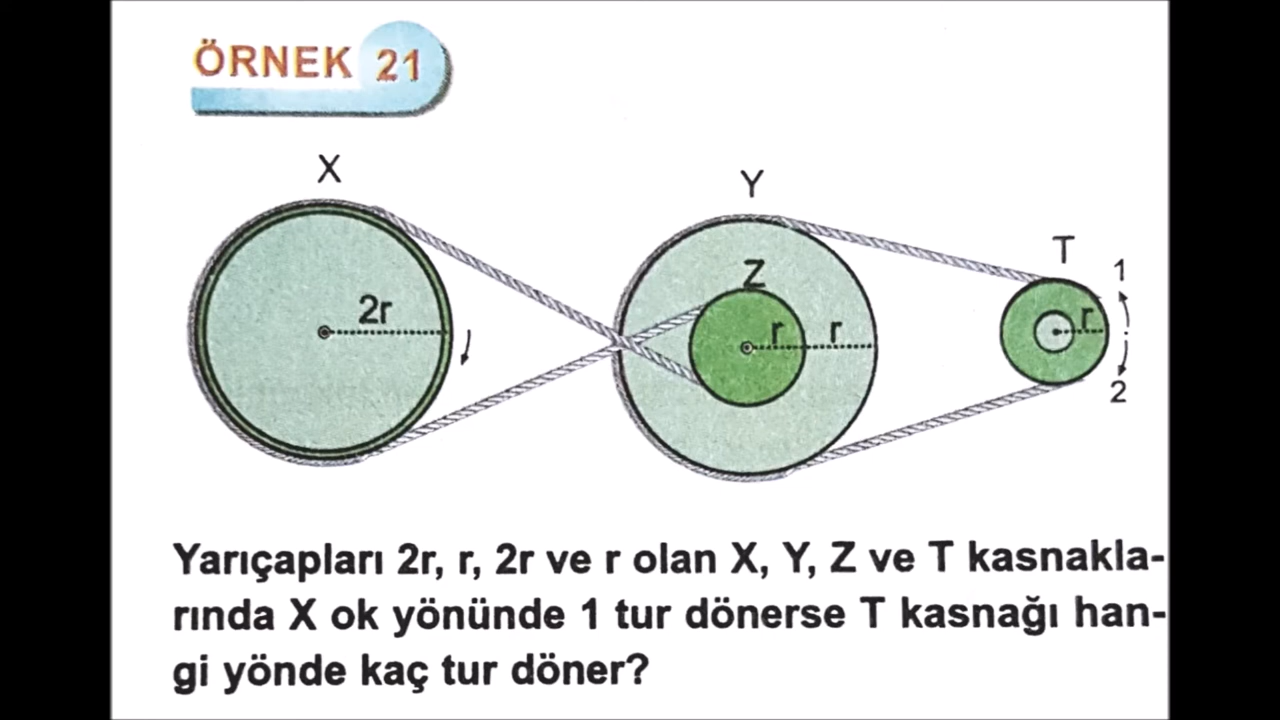 ÖRNEK 21
X
Y
T
Z
1
2r
r
r
r
2
Yarıçapları 2r, r, 2r ve r olan X, Y, Z ve T kasnakla-
rında X ok yönünde 1 tur dönerse T kasnağı han-
gi yönde kaç tur döner?